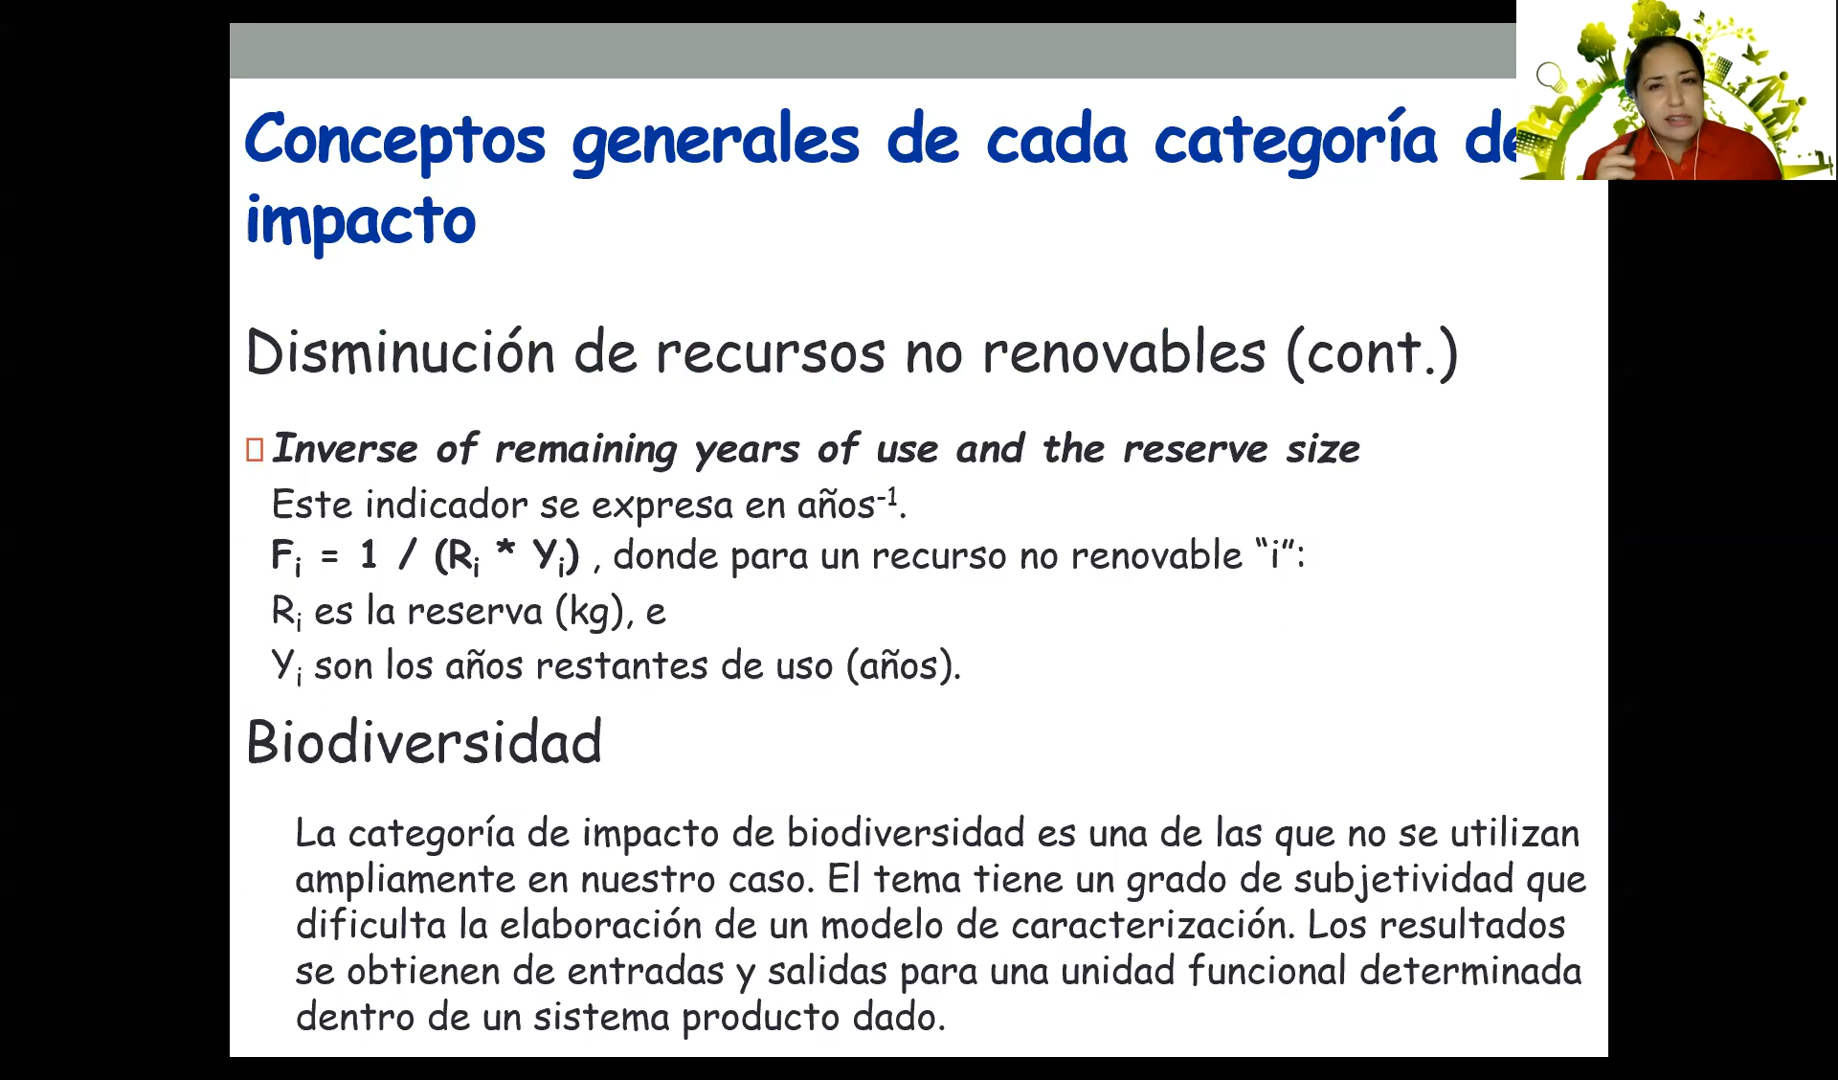 Conceptos generales de cada categoría de
impacto
Disminución de recursos no renovables (cont.)
Inverse of remaining years of use and the reserve size
Este indicador se expresa en años⁻¹.
Fᵢ = 1 / (Rᵢ * Yᵢ) , donde para un recurso no renovable “i”:
Rᵢ es la reserva (kg), e
Yᵢ son los años restantes de uso (años).
Biodiversidad
La categoría de impacto de biodiversidad es una de las que no se utilizan
ampliamente en nuestro caso. El tema tiene un grado de subjetividad que
dificulta la elaboración de un modelo de caracterización. Los resultados
se obtienen de entradas y salidas para una unidad funcional determinada
dentro de un sistema producto dado.